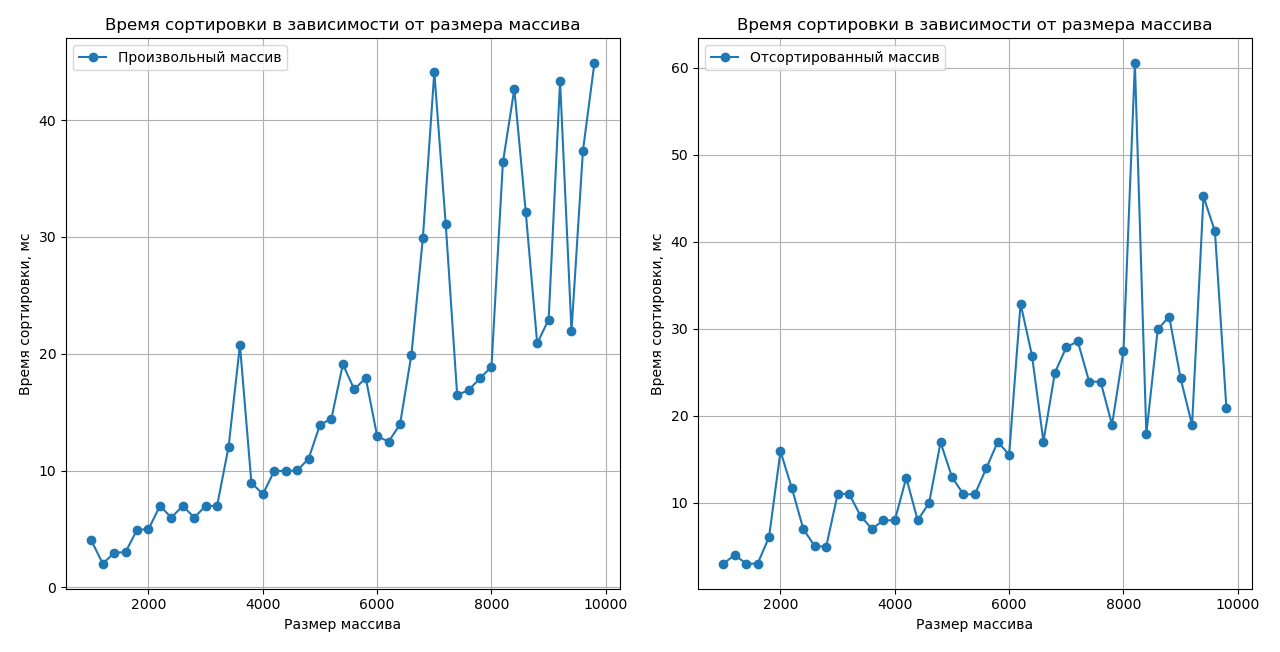 Время сортировки в зависимости от размера массива
Произвольный массив
40
30
20
10
0
Время сортировки, мс
2000 4000 6000 8000 10000
Размер массива
Время сортировки в зависимости от размера массива
Отсортированный массив
60
50
40
30
20
10
Время сортировки, мс
2000 4000 6000 8000 10000
Размер массива